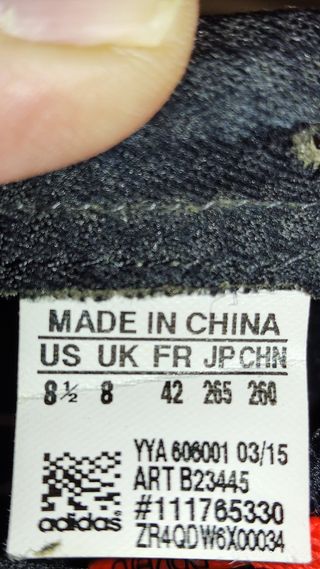 MADE IN CHINA
US UK FR JP CHN
8½ 8 42 265 260
YYA 606001 03/15
ART B23445
#111765330
adidas ZR4QDW6X00034